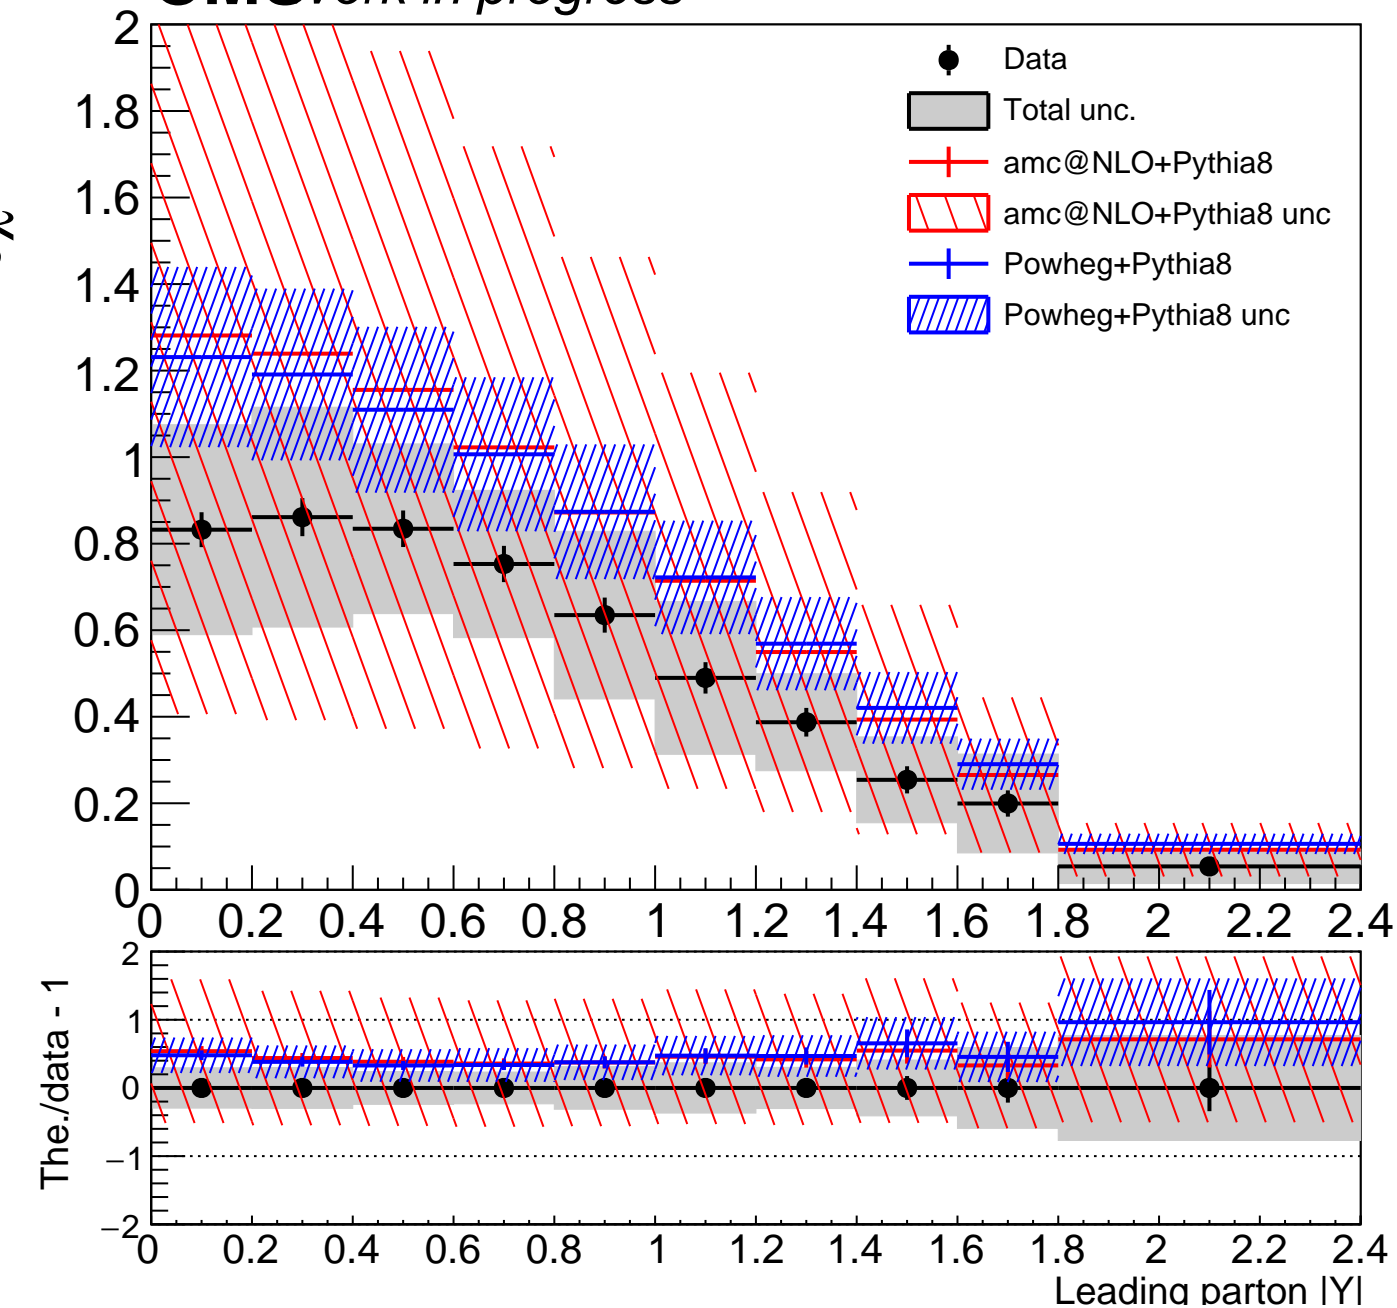 work in progress
2
1.8
1.6
1.4
1.2
1
0.8
0.6
0.4
0.2
0
Data
Total unc.
amc@NLO+Pythia8
amc@NLO+Pythia8 unc
Powheg+Pythia8
Powheg+Pythia8 unc
0 0.2 0.4 0.6 0.8 1 1.2 1.4 1.6 1.8 2 2.2 2.4
The./data - 1
2
1
0
−1
−2
0 0.2 0.4 0.6 0.8 1 1.2 1.4 1.6 1.8 2 2.2 2.4
Leading parton |Y|